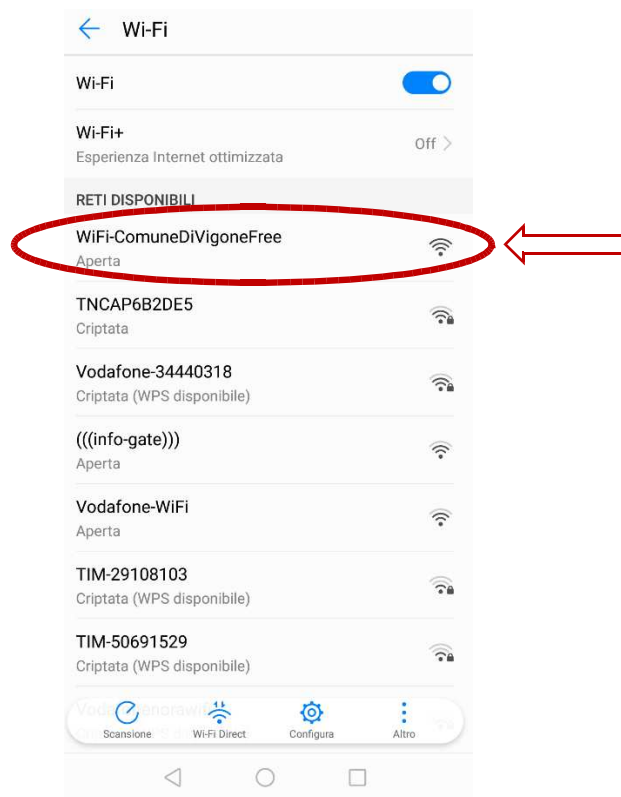 Wi-Fi
Wi-Fi
Wi-Fi+
Esperienza Internet ottimizzata
Off
RETI DISPONIBILI
WiFi-ComuneDiVigoneFree
Aperta
TNCAP6B2DE5
Criptata
Vodafone-34440318
Criptata (WPS disponibile)
(((info-gate)))
Aperta
Vodafone-WiFi
Aperta
TIM-29108103
Criptata (WPS disponibile)
TIM-50691529
Criptata (WPS disponibile)
Scansione Wi-Fi Direct Configura Altro